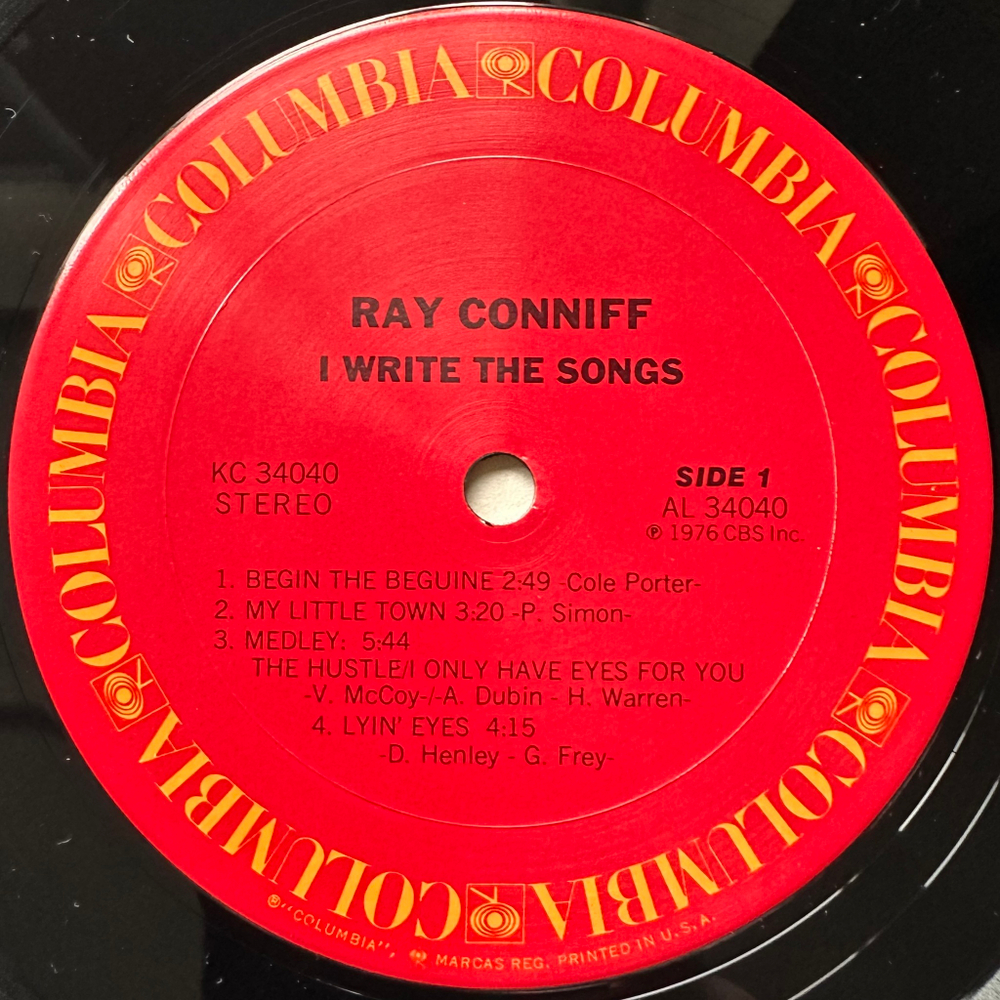 COLUMBIA COLUMBIA COLUMBIA COLUMBIA COLUMBIA COLUMBIA COLUMBIA
RAY CONNIFF
I WRITE THE SONGS
KC 34040
STEREO
SIDE 1
AL 34040
℗ 1976 CBS Inc.
1. BEGIN THE BEGUINE 2:49 -Cole Porter-
2. MY LITTLE TOWN 3:20 -P. Simon-
3. MEDLEY: 5:44
THE HUSTLE/I ONLY HAVE EYES FOR YOU
-V. McCoy-/-A. Dubin - H. Warren-
4. LYIN' EYES 4:15
-D. Henley - G. Frey-
®"COLUMBIA", MARCAS REG. PRINTED IN U.S.A.